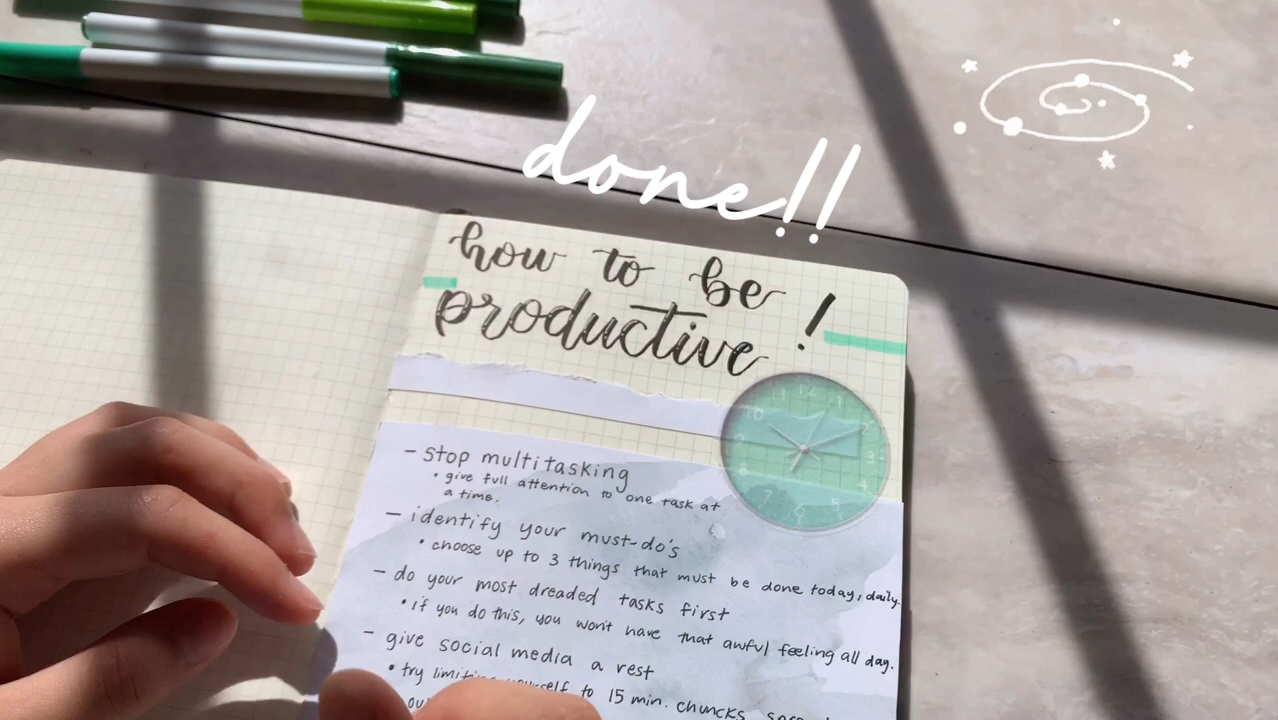 done!!
how to be
productive !
- stop multitasking
• give full attention to one task at
a time.
- identify your must-do's
• choose up to 3 things that must be done today, daily.
- do your most dreaded tasks first
• if you do this, you won't have that awful feeling all day.
- give social media a rest
• try limiting yourself to 15 min. chuncks